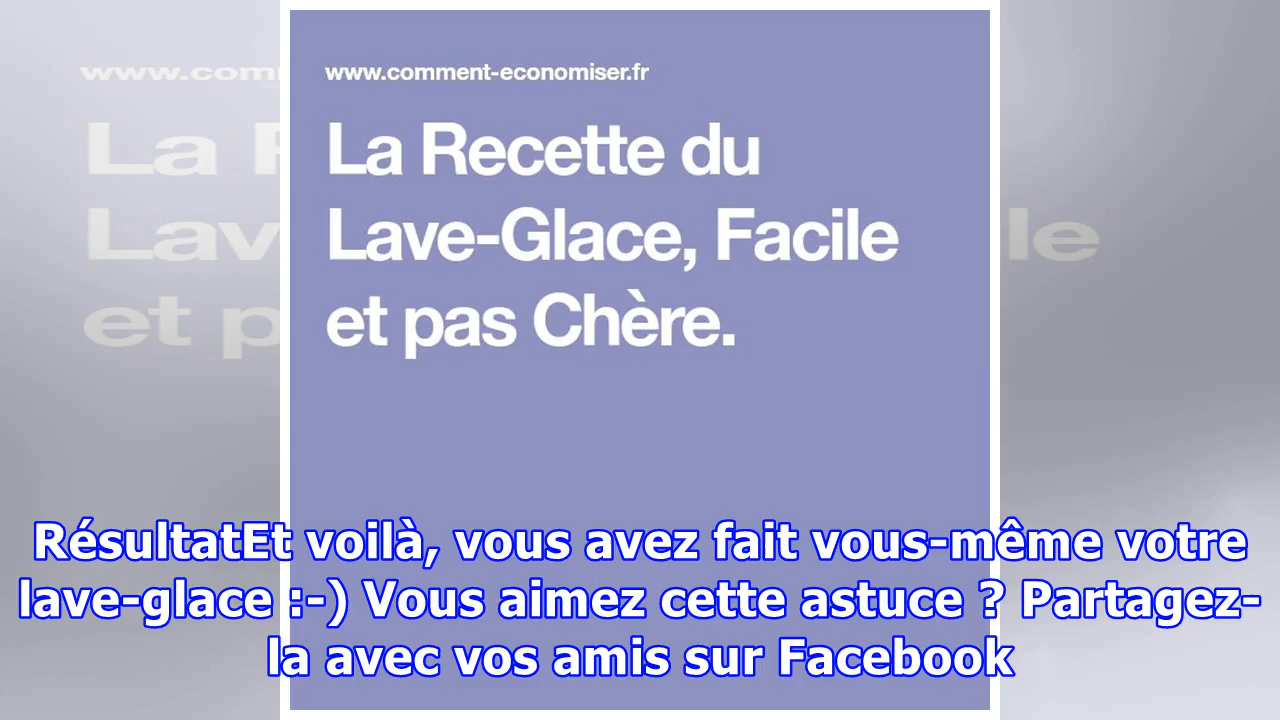 www.comment-economiser.fr
La Recette du
Lave-Glace, Facile
et pas Chère.
RésultatEt voilà, vous avez fait vous-même votre
lave-glace :-) Vous aimez cette astuce ? Partagez-
la avec vos amis sur Facebook